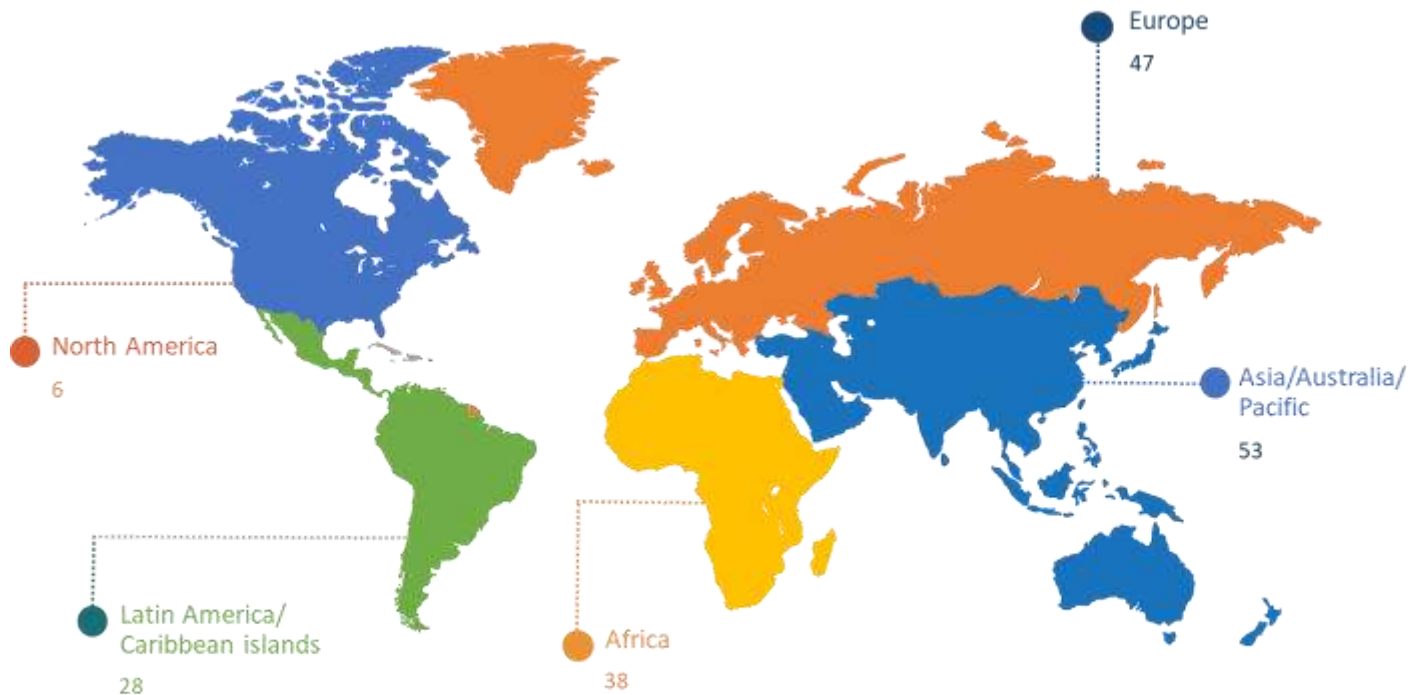 Europe
47
North America
6
Asia/Australia/
Pacific
53
Latin America/
Caribbean islands
28
Africa
38